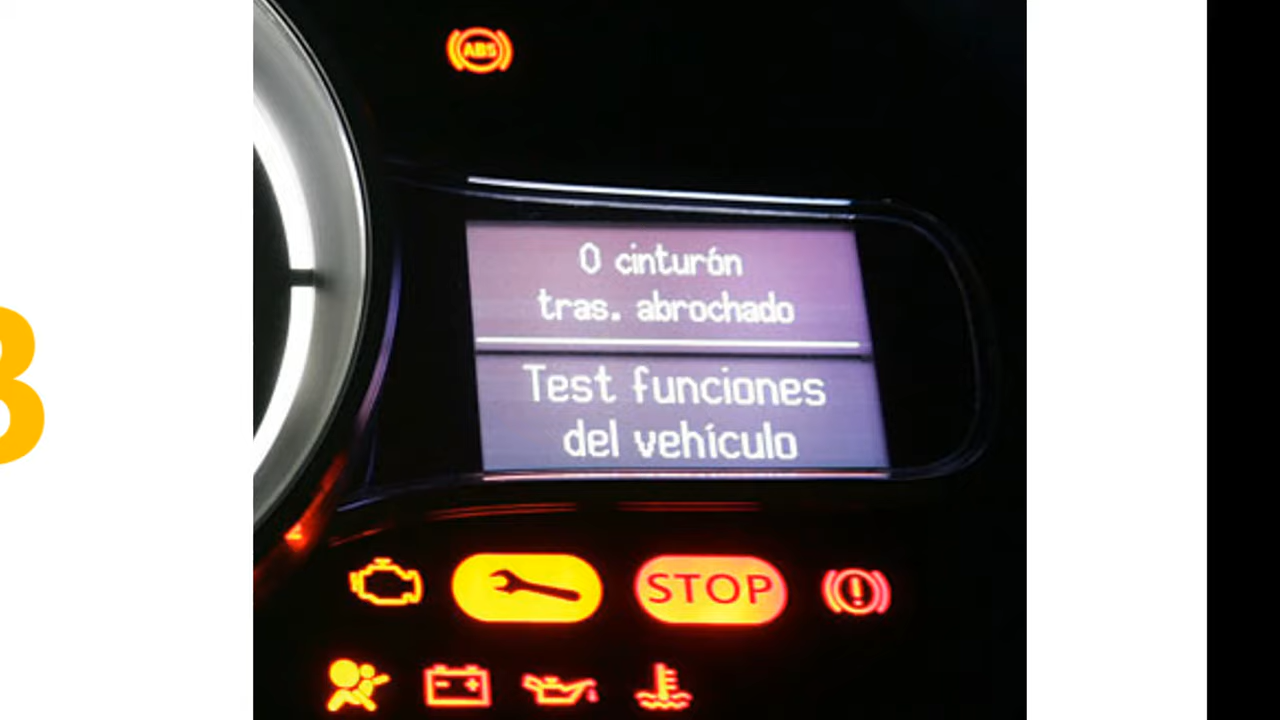 ABS
0 cinturón
tras. abrochado
Test funciones
del vehículo
STOP